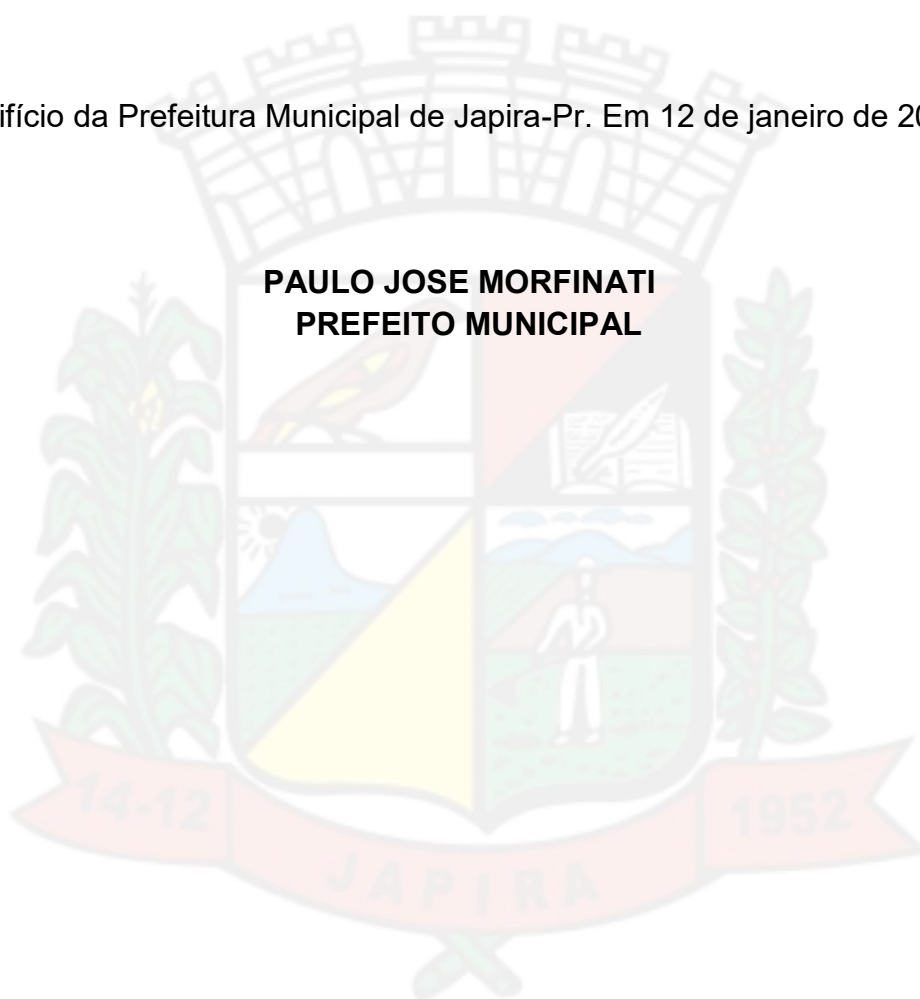 ifício da Prefeitura Municipal de Japira-Pr. Em 12 de janeiro de 20
PAULO JOSE MORFINATI
PREFEITO MUNICIPAL
14-12
1952
JAPIRA